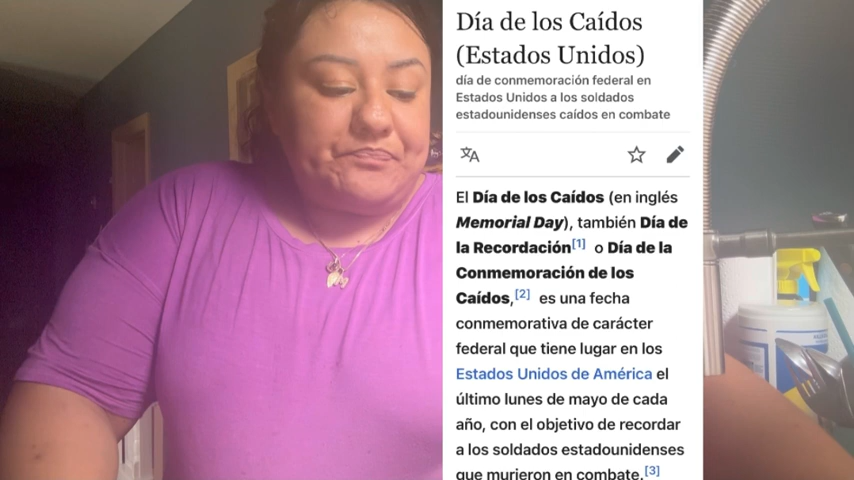 Día de los Caídos
(Estados Unidos)
día de conmemoración federal en
Estados Unidos a los soldados
estadounidenses caídos en combate
El Día de los Caídos (en inglés
Memorial Day), también Día de
la Recordación[1] o Día de la
Conmemoración de los
Caídos,[2] es una fecha
conmemorativa de carácter
federal que tiene lugar en los
Estados Unidos de América el
último lunes de mayo de cada
año, con el objetivo de recordar
a los soldados estadounidenses
que murieron en combate.[3]